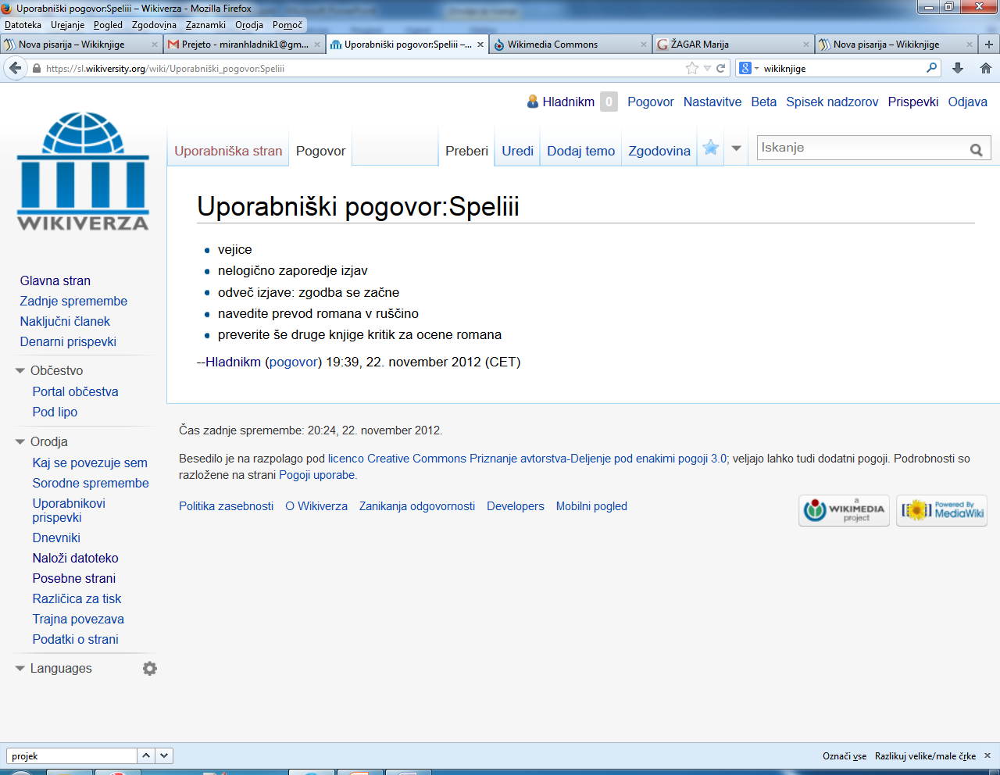 Uporabniški pogovor:Speliii – Wikiverza - Mozilla Firefox
Datoteka Urejanje Pogled Zgodovina Zaznamki Orodja Pomoč
Nova pisarija – Wikiknjige
Prejeto - miranhladnik1@gm...
Uporabniški pogovor:Speliii –...
Wikimedia Commons
ŽAGAR Marija
Nova pisarija – Wikiknjige
https://sl.wikiversity.org/wiki/Uporabniški_pogovor:Speliii
wikiknjige
Hladnikm 0 Pogovor Nastavitve Beta Spisek nadzorov Prispevki Odjava
Uporabniška stran Pogovor Preberi Uredi Dodaj temo Zgodovina Iskanje
WIKIVERZA
Uporabniški pogovor:Speliii
vejice
nelogično zaporedje izjav
odveč izjave: zgodba se začne
navedite prevod romana v ruščino
preverite še druge knjige kritik za ocene romana
--Hladnikm (pogovor) 19:39, 22. november 2012 (CET)
Glavna stran
Zadnje spremembe
Naključni članek
Denarni prispevki
Občestvo
Portal občestva
Pod lipo
Orodja
Kaj se povezuje sem
Sorodne spremembe
Uporabnikovi
prispevki
Dnevniki
Naloži datoteko
Posebne strani
Različica za tisk
Trajna povezava
Podatki o strani
Languages
Čas zadnje spremembe: 20:24, 22. november 2012.
Besedilo je na razpolago pod licenco Creative Commons Priznanje avtorstva-Deljenje pod enakimi pogoji 3.0; veljajo lahko tudi dodatni pogoji. Podrobnosti so
razložene na strani Pogoji uporabe.
Politika zasebnosti O Wikiverza Zanikanja odgovornosti Developers Mobilni pogled
a
WIKIMEDIA
project
Powered By
MediaWiki
projek
Označi vse Razlikuj velike/male črke